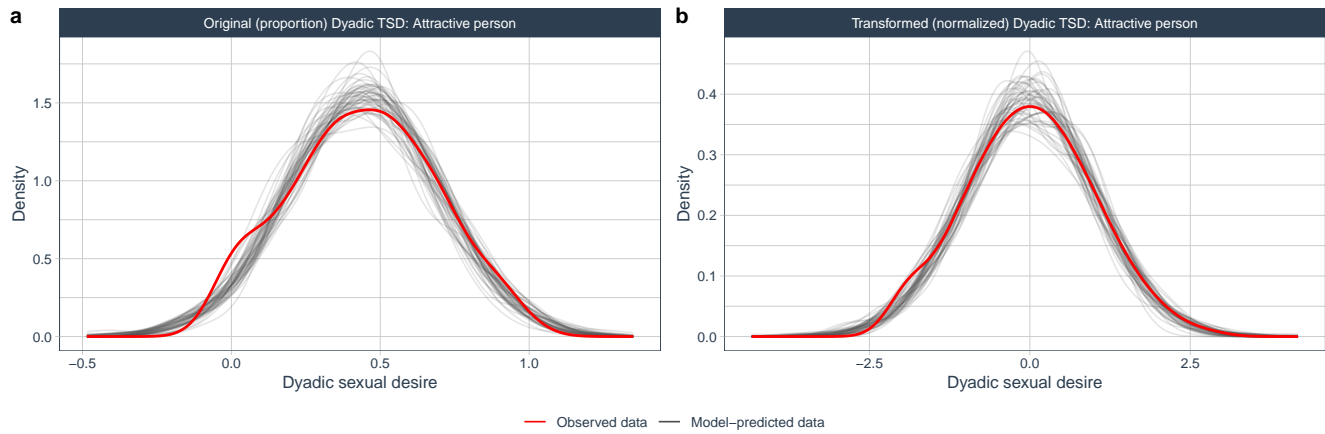 a
Original (proportion) Dyadic TSD: Attractive person
Density
1.5
1.0
0.5
0.0
−0.5
0.0
0.5
1.0
Dyadic sexual desire
b
Transformed (normalized) Dyadic TSD: Attractive person
Density
0.4
0.3
0.2
0.1
0.0
−2.5
0.0
2.5
Dyadic sexual desire
Observed data
Model−predicted data